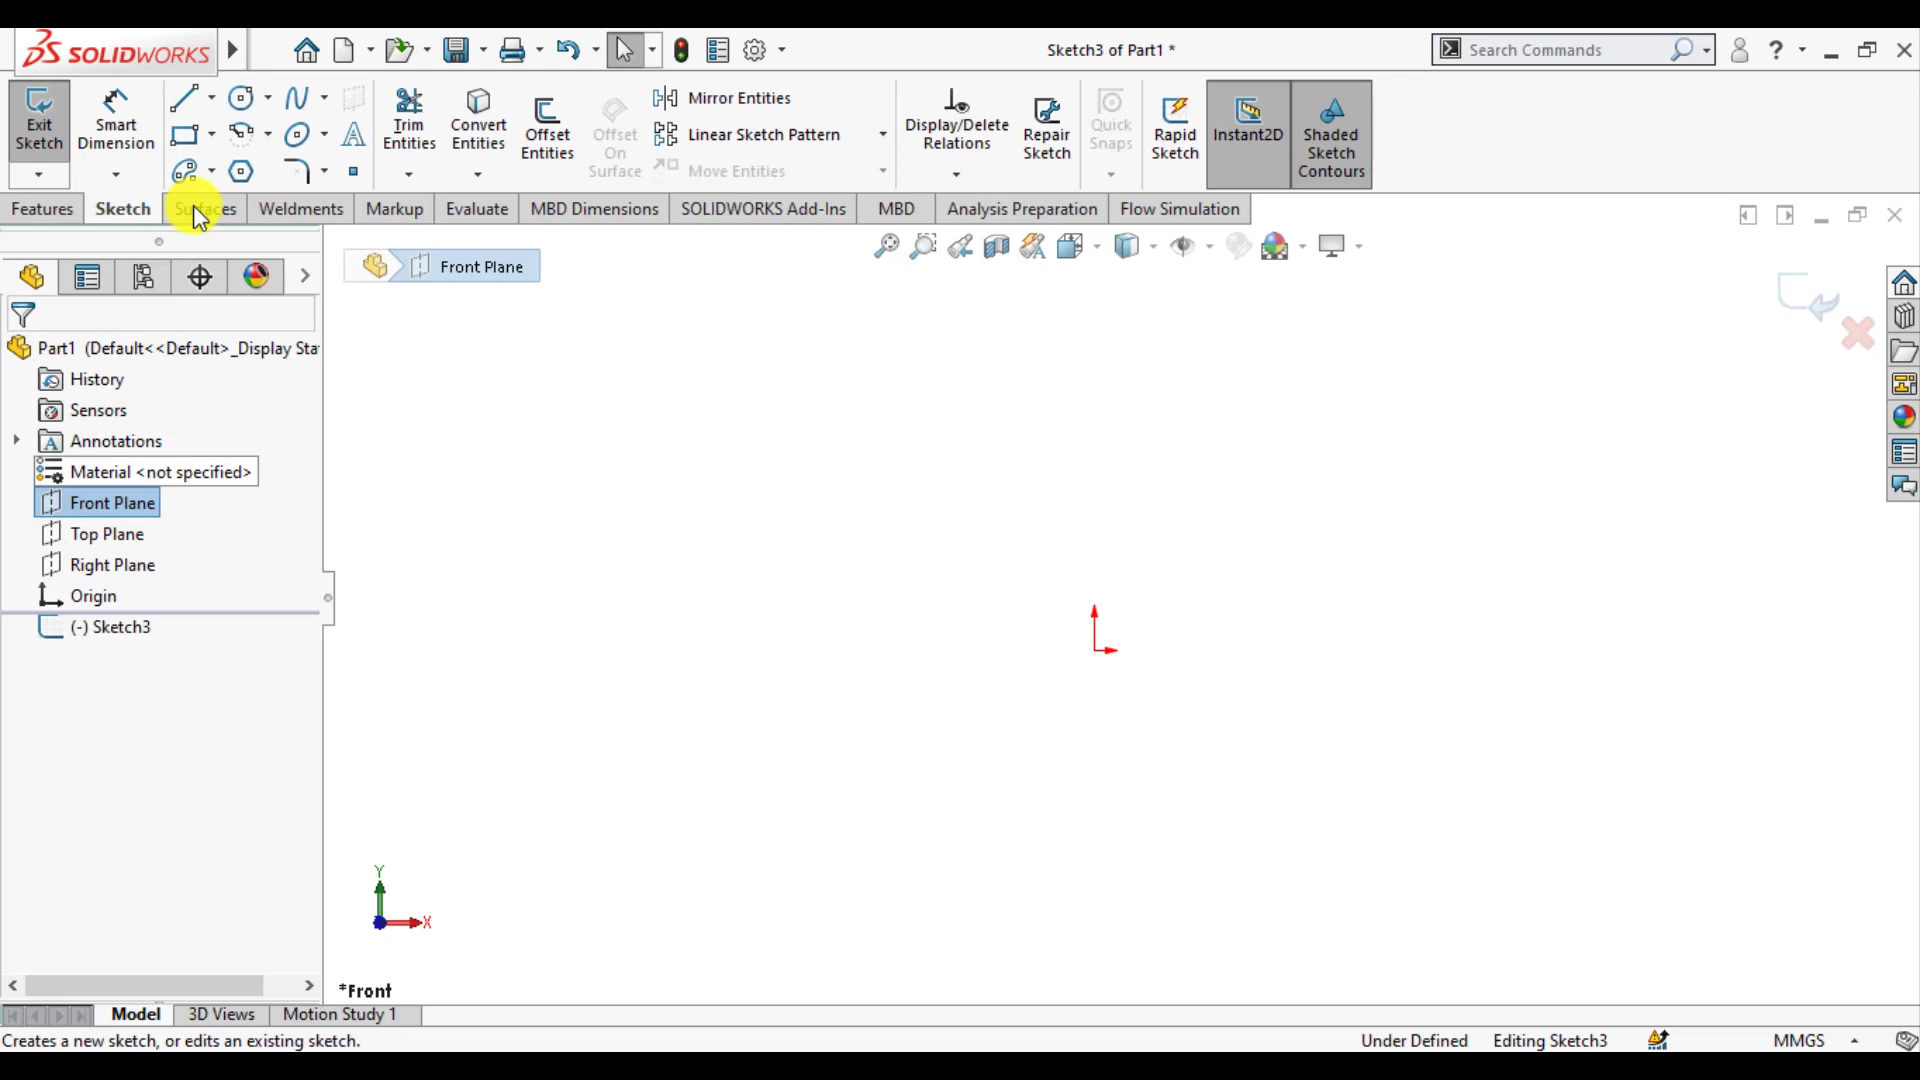 SOLIDWORKS
Sketch3 of Part1 *
Search Commands
?
Exit
Sketch
Smart
Dimension
Trim
Entities
Convert
Entities
Offset
Entities
Offset
On
Surface
Mirror Entities
Linear Sketch Pattern
Move Entities
Display/Delete
Relations
Repair
Sketch
Quick
Snaps
Rapid
Sketch
Instant2D
Shaded
Sketch
Contours
Features
Sketch
Surfaces
Weldments
Markup
Evaluate
MBD Dimensions
SOLIDWORKS Add-Ins
MBD
Analysis Preparation
Flow Simulation
Front Plane
Part1 (Default<<Default>_Display Sta
History
Sensors
Annotations
Material <not specified>
Front Plane
Top Plane
Right Plane
Origin
(-) Sketch3
Y
X
*Front
Model
3D Views
Motion Study 1
Creates a new sketch, or edits an existing sketch.
Under Defined
Editing Sketch3
MMGS